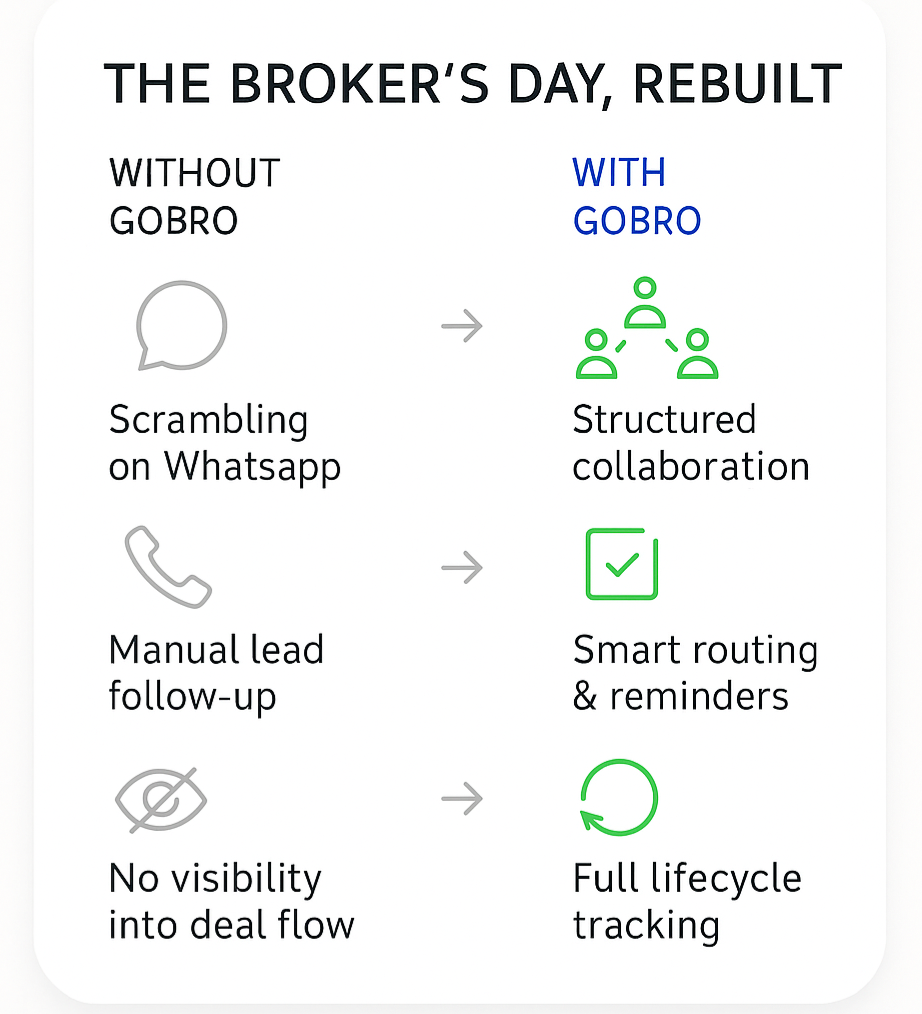 THE BROKER‘S DAY, REBUILT
WITHOUT
GOBRO
WITH
GOBRO
Scrambling
on Whatsapp
Structured
collaboration
Manual lead
follow-up
Smart routing
& reminders
No visibility
into deal flow
Full lifecycle
tracking